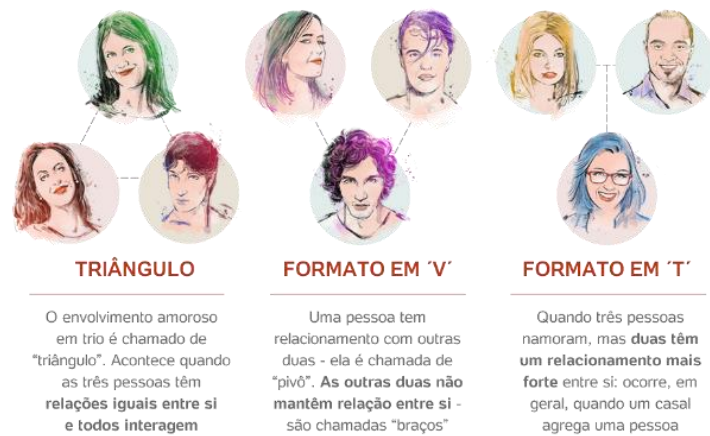 TRIÂNGULO
O envolvimento amoroso
em trio é chamado de
“triângulo”. Acontece quando
as três pessoas têm
relações iguais entre si
e todos interagem
FORMATO EM ´V´
Uma pessoa tem
relacionamento com outras
duas - ela é chamada de
“pivô”. As outras duas não
mantêm relação entre si -
são chamadas “braços”
FORMATO EM ´T´
Quando três pessoas
namoram, mas duas têm
um relacionamento mais
forte entre si: ocorre, em
geral, quando um casal
agrega uma pessoa